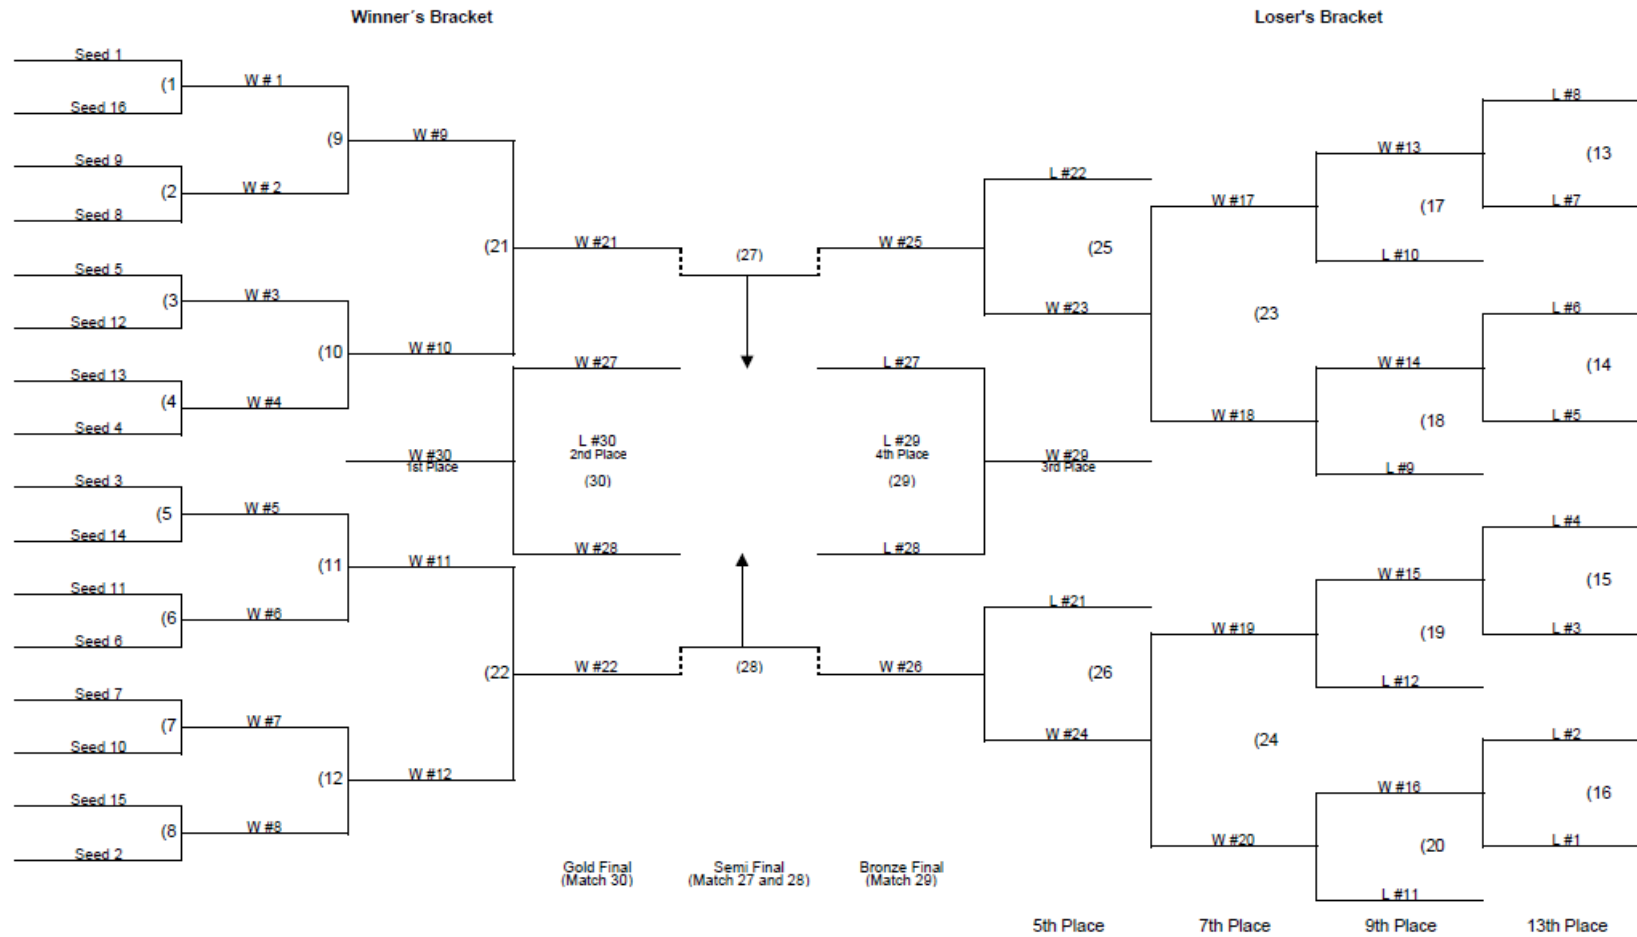 Winner´s Bracket
Loser's Bracket
Seed 1
(1
W # 1
Seed 16
(9
W #9
Seed 9
(2
W # 2
Seed 8
(21
W #21
Seed 5
(3
W #3
Seed 12
(10
W #10
Seed 13
(4
W #4
Seed 4
W #27
L #30
2nd Place
(30)
W #30
1st Place
W #28
Seed 3
(5
W #5
Seed 14
(11
W #11
Seed 11
(6
W #6
Seed 6
(22
W #22
Seed 7
(7
W #7
Seed 10
(12
W #12
Seed 15
(8
W #8
Seed 2
(27)
(28)
W #25
L #22
(25
W #23
L #27
L #29
4th Place
(29)
W #29
3rd Place
L #28
L #21
(26
W #26
W #24
W #17
(23
W #18
W #19
(24
W #20
W #13
(17
L #10
W #14
(18
L #9
W #15
(19
L #12
W #16
(20
L #11
L #8
(13
L #7
L #6
(14
L #5
L #4
(15
L #3
L #2
(16
L #1
Gold Final
(Match 30)
Semi Final
(Match 27 and 28)
Bronze Final
(Match 29)
5th Place
7th Place
9th Place
13th Place